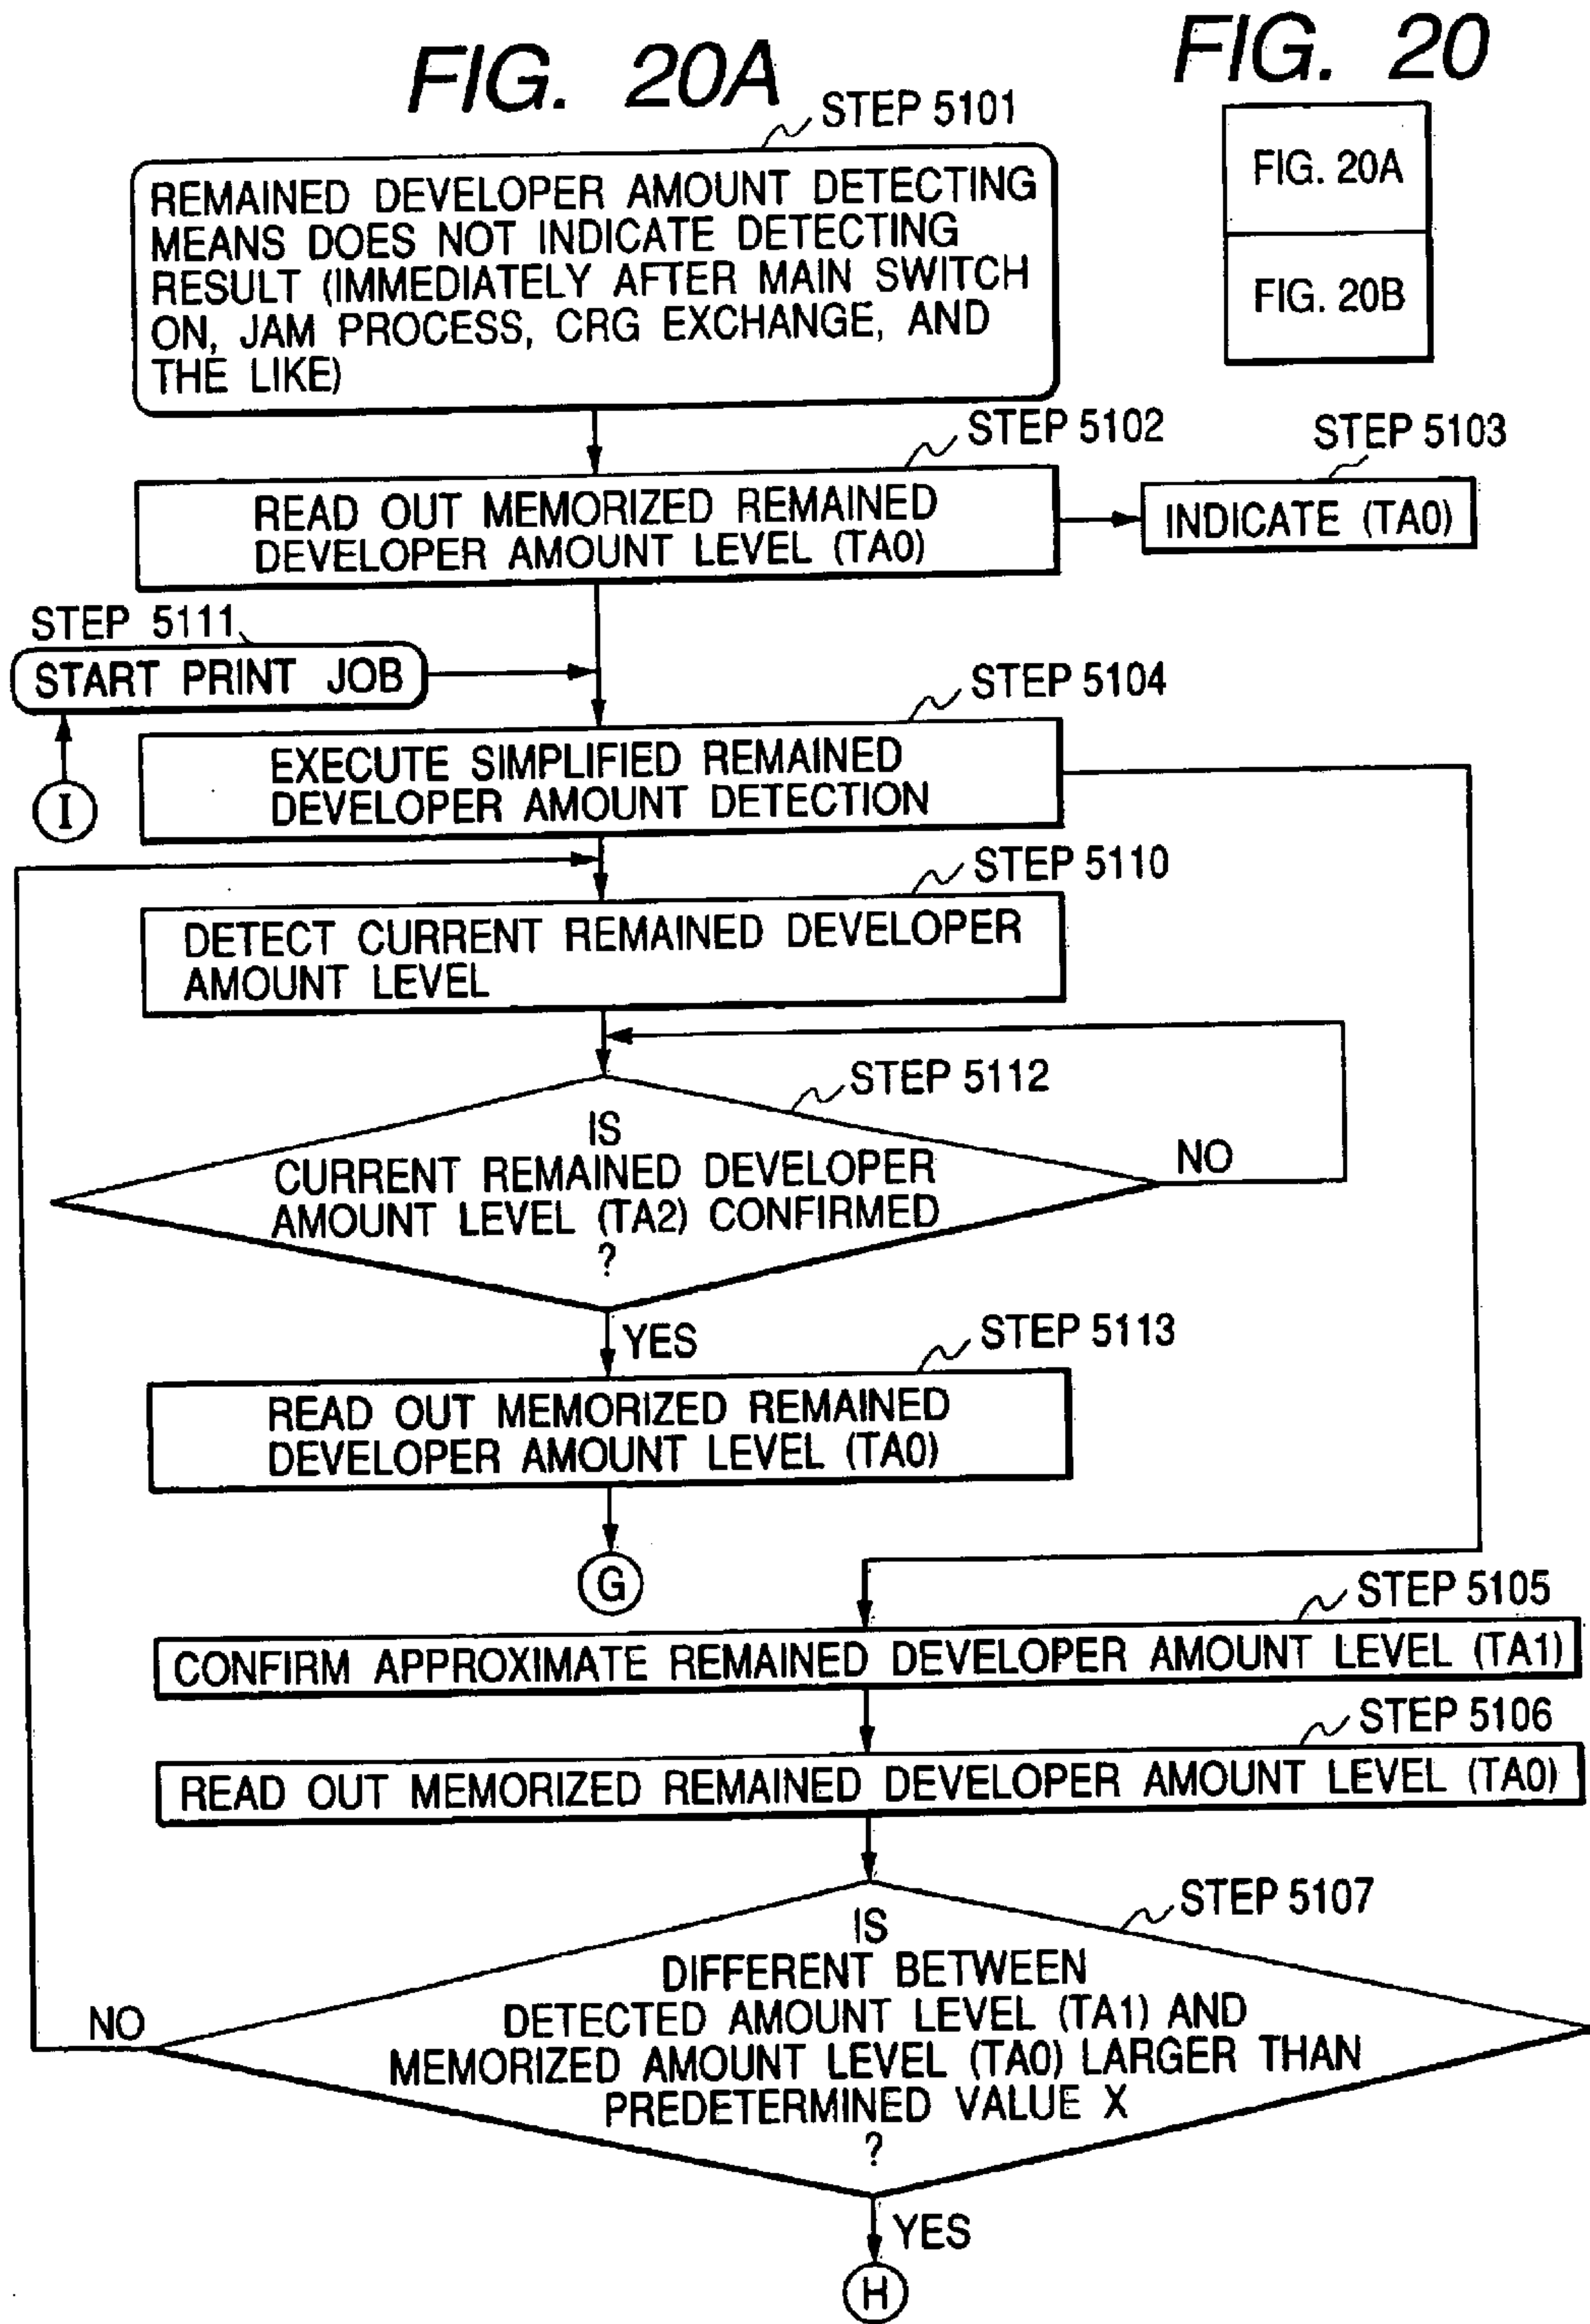 FIG. 20A
FIG. 20
FIG. 20A
FIG. 20B
STEP 5101
REMAINED DEVELOPER AMOUNT DETECTING
MEANS DOES NOT INDICATE DETECTING
RESULT (IMMEDIATELY AFTER MAIN SWITCH
ON, JAM PROCESS, CRG EXCHANGE, AND
THE LIKE)
STEP 5102
READ OUT MEMORIZED REMAINED
DEVELOPER AMOUNT LEVEL (TA0)
STEP 5103
INDICATE (TA0)
STEP 5111
START PRINT JOB
I
STEP 5104
EXECUTE SIMPLIFIED REMAINED
DEVELOPER AMOUNT DETECTION
STEP 5110
DETECT CURRENT REMAINED DEVELOPER
AMOUNT LEVEL
STEP 5112
IS
CURRENT REMAINED DEVELOPER
AMOUNT LEVEL (TA2) CONFIRMED
?
NO
YES
STEP 5113
READ OUT MEMORIZED REMAINED
DEVELOPER AMOUNT LEVEL (TA0)
G
STEP 5105
CONFIRM APPROXIMATE REMAINED DEVELOPER AMOUNT LEVEL (TA1)
STEP 5106
READ OUT MEMORIZED REMAINED DEVELOPER AMOUNT LEVEL (TA0)
STEP 5107
IS
DIFFERENT BETWEEN
DETECTED AMOUNT LEVEL (TA1) AND
MEMORIZED AMOUNT LEVEL (TA0) LARGER THAN
PREDETERMINED VALUE X
?
NO
YES
H